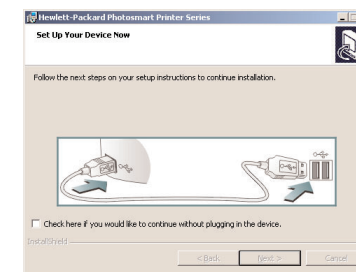 Hewlett-Packard Photosmart Printer Series
Set Up Your Device Now
Follow the next steps on your setup instructions to continue installation.
Check here if you would like to continue without plugging in the device.
InstallShield
< Back
Next >
Cancel